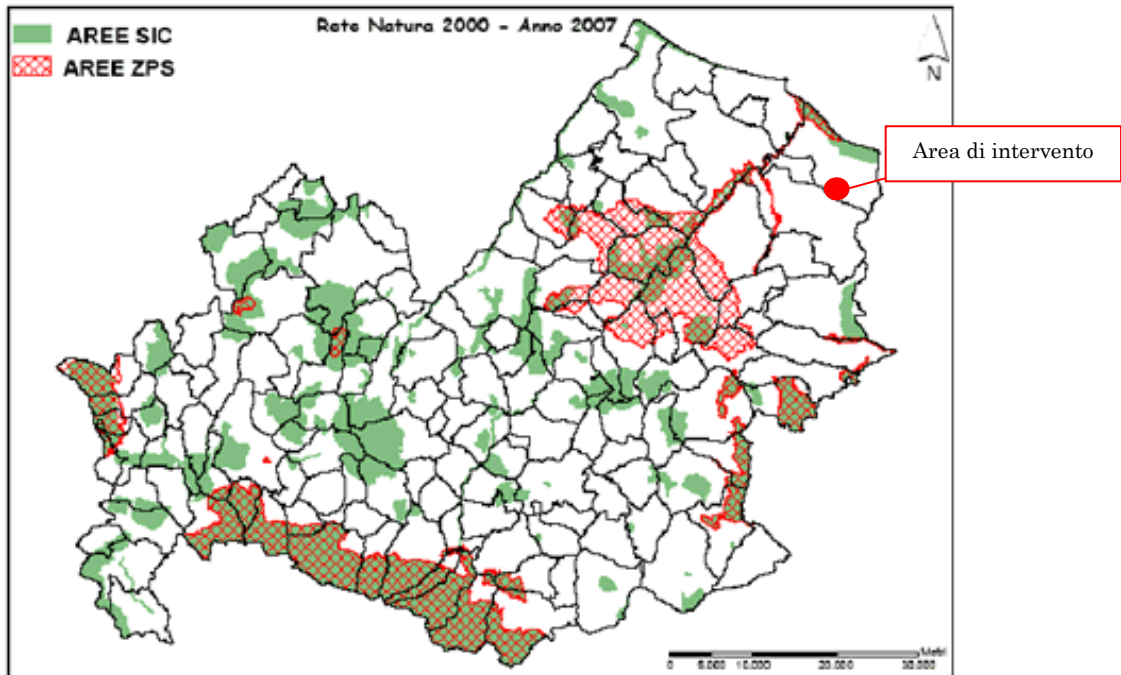 Rete Natura 2000 - Anno 2007
AREE SIC
AREE ZPS
N
Area di intervento
Metri
0 5.000 10.000 20.000 30.000